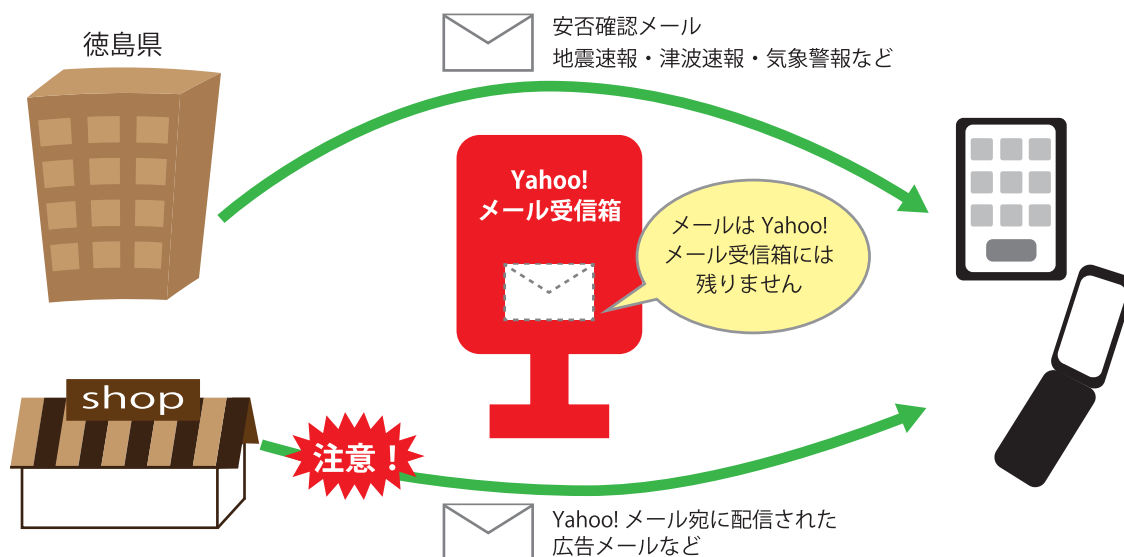 徳島県
安否確認メール
地震速報・津波速報・気象警報など
Yahoo!
メール受信箱
メールは Yahoo!
メール受信箱には
残りません
shop
注意！
Yahoo! メール宛に配信された
広告メールなど